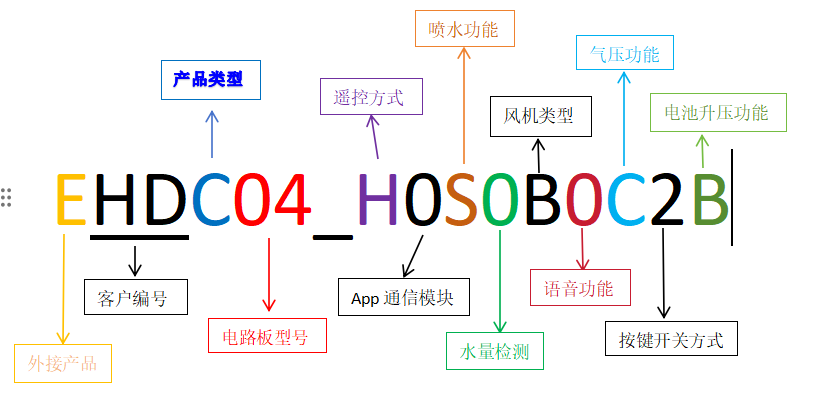 喷水功能
气压功能
产品类型
遥控方式
风机类型
电池升压功能
EHDC04_H0S0B0C2B
客户编号
App 通信模块
语音功能
电路板型号
水量检测
按键开关方式
外接产品